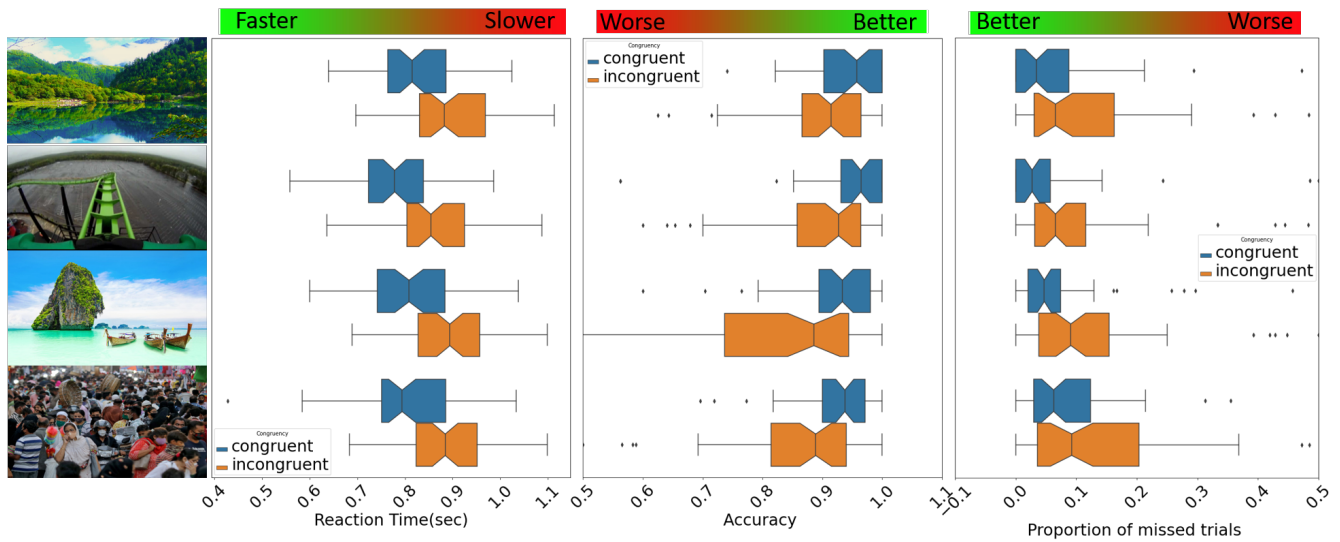 Faster Slower
Worse Better
Better Worse
Congruency
congruent
incongruent
Congruency
congruent
incongruent
Congruency
congruent
incongruent
0.4 0.5 0.6 0.7 0.8 0.9 1.0 1.1
Reaction Time(sec)
0.5 0.6 0.7 0.8 0.9 1.0 1.1
Accuracy
−0.1 0.0 0.1 0.2 0.3 0.4 0.5
Proportion of missed trials